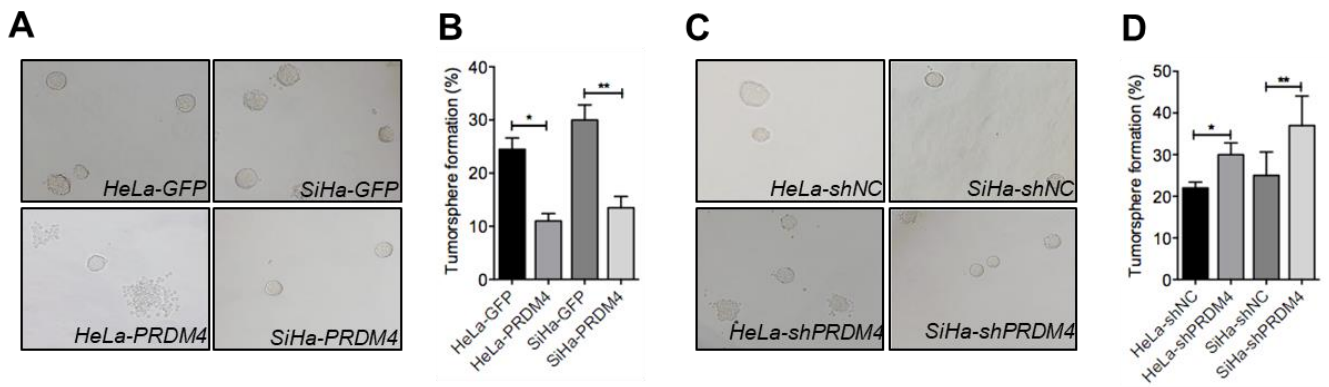 A
HeLa-GFP
SiHa-GFP
HeLa-PRDM4
SiHa-PRDM4
B
Tumorsphere formation (%)
40
30
20
10
0
*
**
HeLa-GFP
HeLa-PRDM4
SiHa-GFP
SiHa-PRDM4
C
HeLa-shNC
SiHa-shNC
HeLa-shPRDM4
SiHa-shPRDM4
D
Tumorsphere formation (%)
50
40
30
20
10
0
*
**
HeLa-shNC
HeLa-shPRDM4
SiHa-shNC
SiHa-shPRDM4